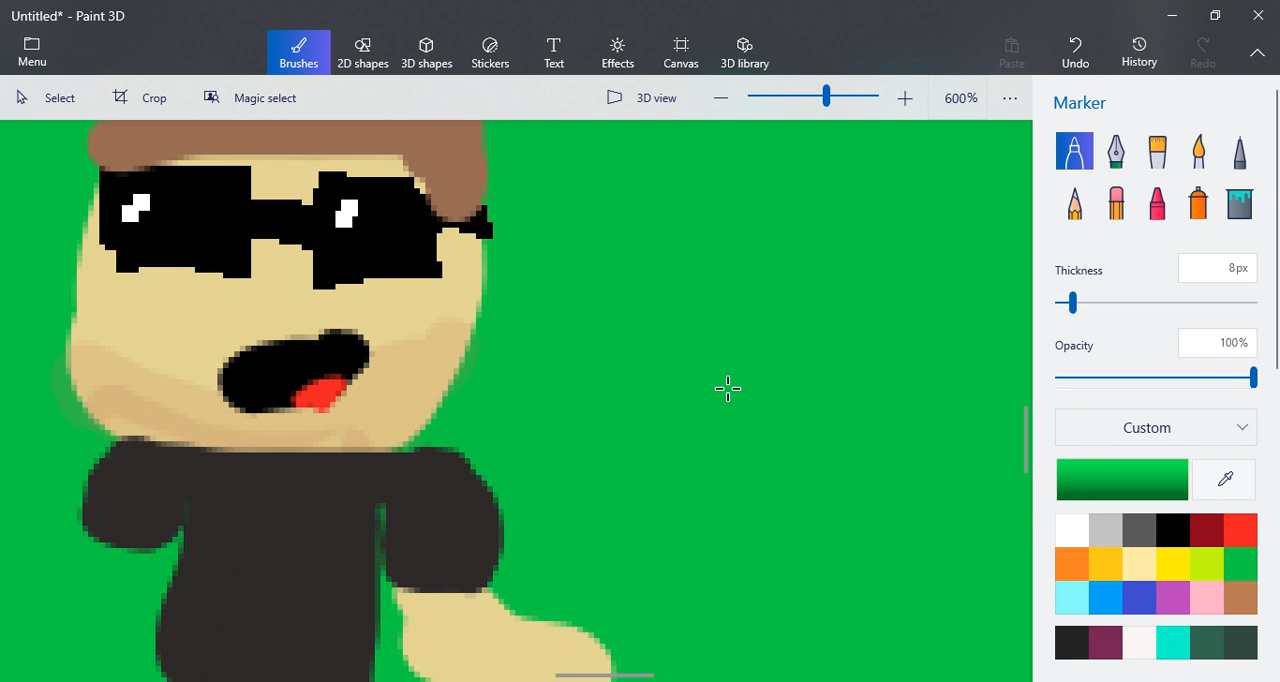 Untitled* - Paint 3D
Menu
Brushes
2D shapes
3D shapes
Stickers
Text
Effects
Canvas
3D library
Paste
Undo
History
Redo
Select
Crop
Magic select
3D view
600%
Marker
Thickness
8px
Opacity
100%
Custom